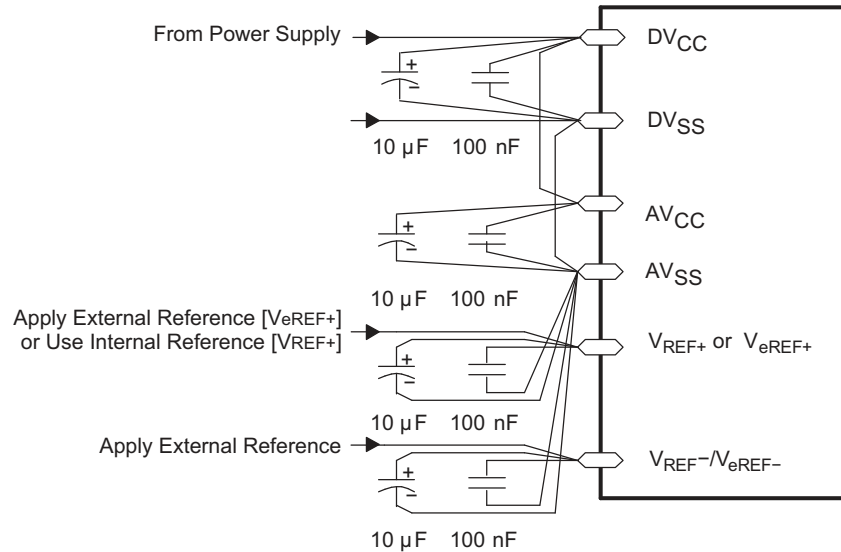 From Power Supply
DVCC
+
−
DVSS
10 µF 100 nF
AVCC
+
−
AVSS
10 µF 100 nF
Apply External Reference [VeREF+]
or Use Internal Reference [VREF+]
VREF+ or VeREF+
+
−
10 µF 100 nF
Apply External Reference
VREF−/VeREF−
+
−
10 µF 100 nF